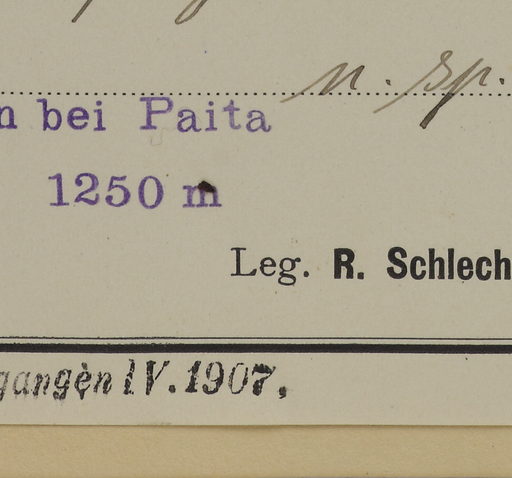 n. sp.
n bei Paita
1250 m
Leg. R. Schlech
gangen IV. 1907.